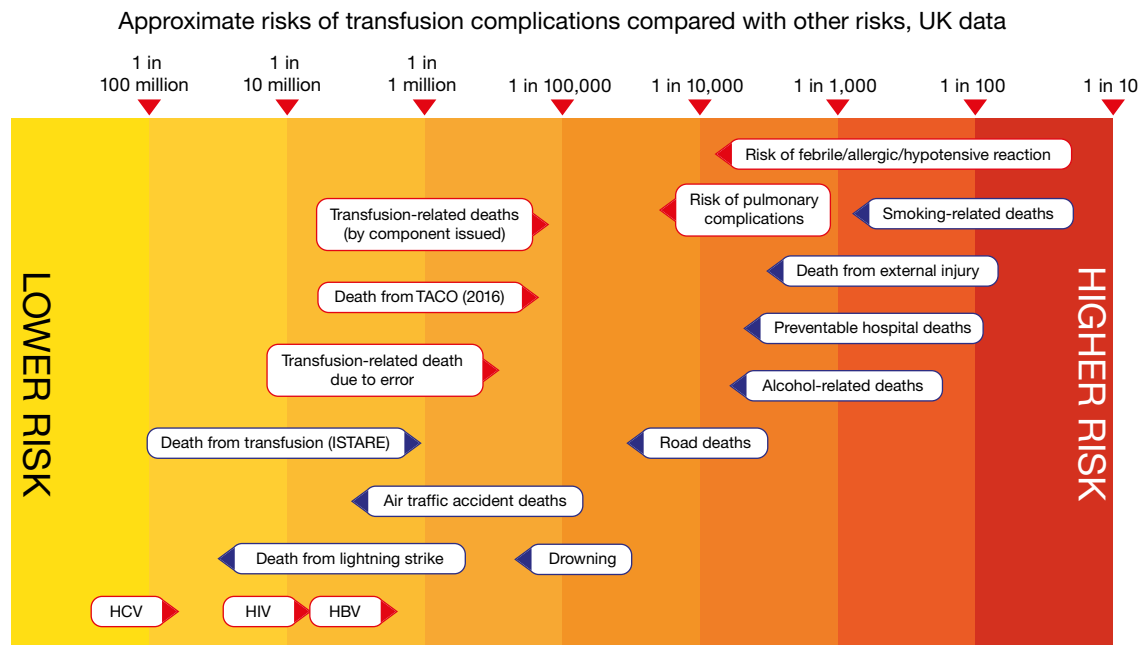 Approximate risks of transfusion complications compared with other risks, UK data
1 in
100 million
1 in
10 million
1 in
1 million
1 in 100,000
1 in 10,000
1 in 1,000
1 in 100
1 in 10
LOWER RISK
HIGHER RISK
Risk of febrile/allergic/hypotensive reaction
Transfusion-related deaths
(by component issued)
Risk of pulmonary
complications
Smoking-related deaths
Death from external injury
Death from TACO (2016)
Preventable hospital deaths
Transfusion-related death
due to error
Alcohol-related deaths
Death from transfusion (ISTARE)
Road deaths
Air traffic accident deaths
Death from lightning strike
Drowning
HCV
HIV
HBV